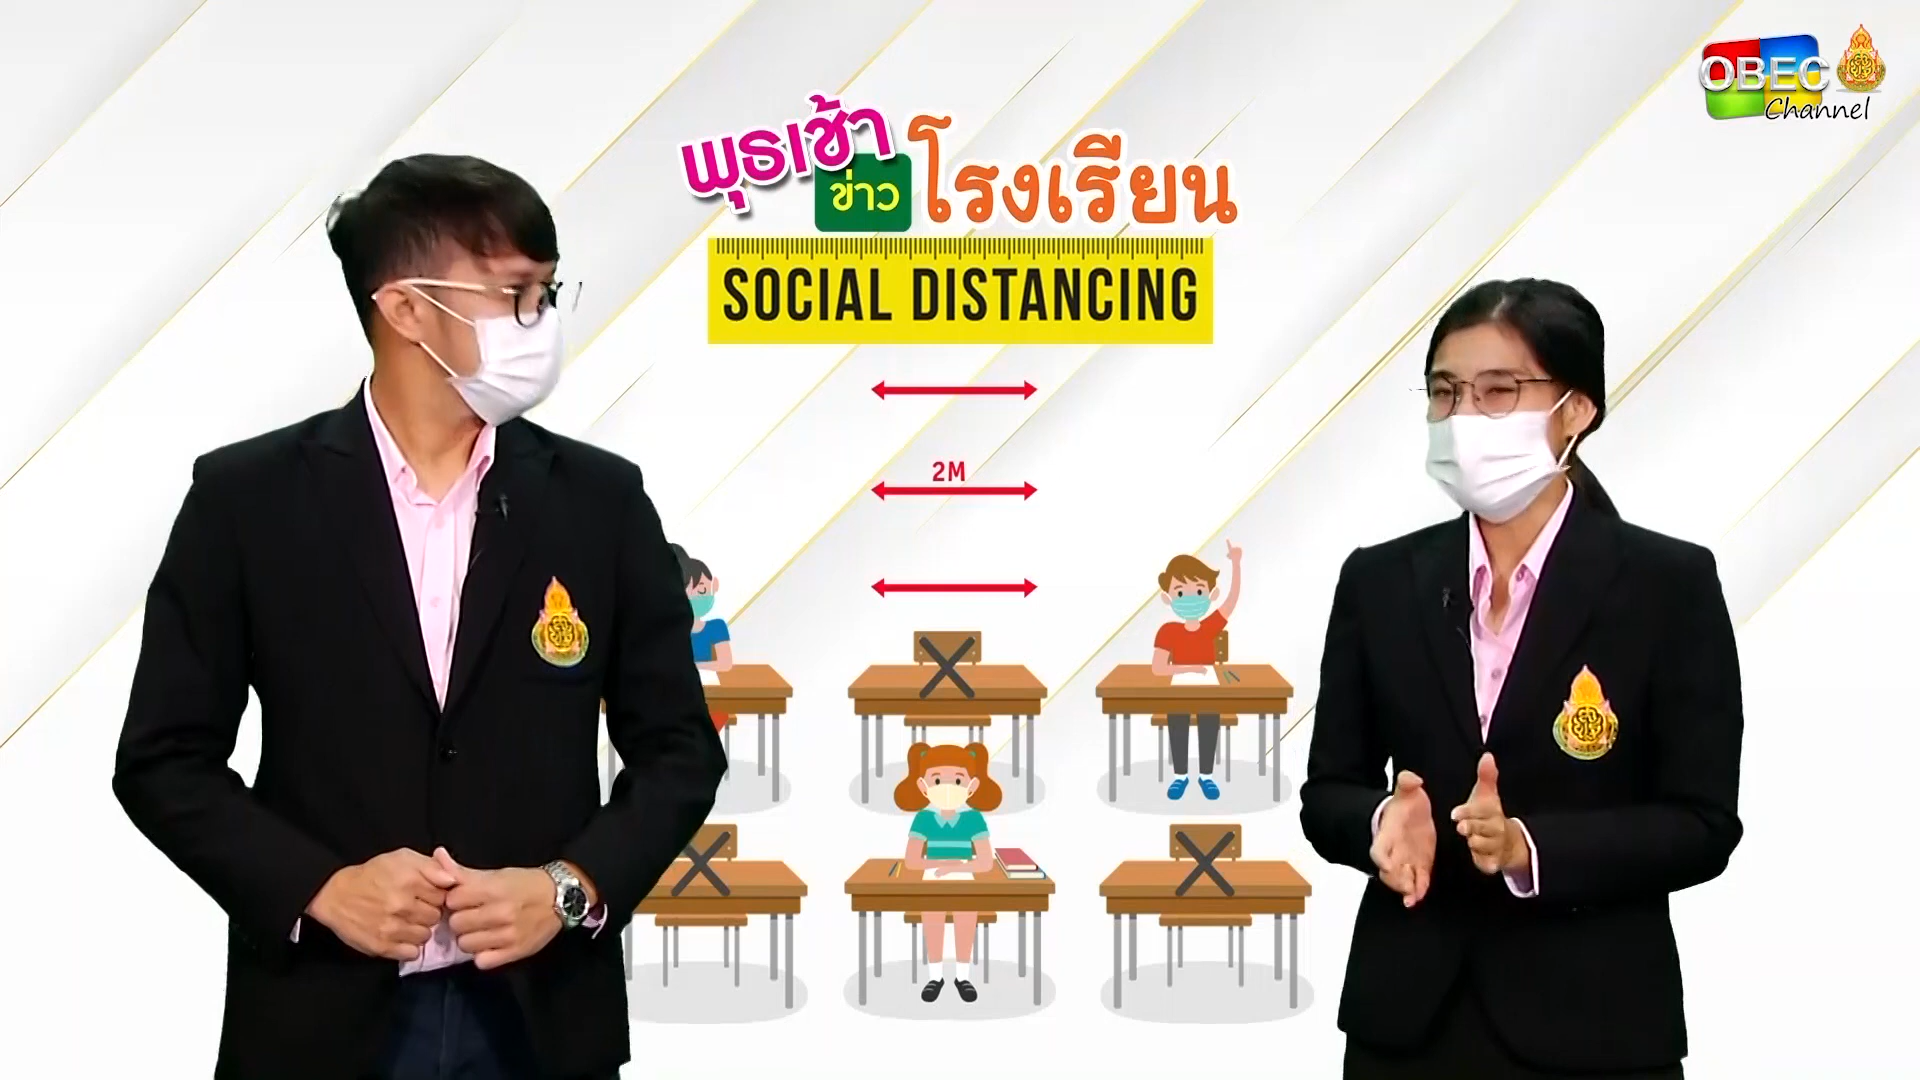 OBEC
Channel
พุธเช้า
ข่าว โรงเรียน
SOCIAL DISTANCING
2M